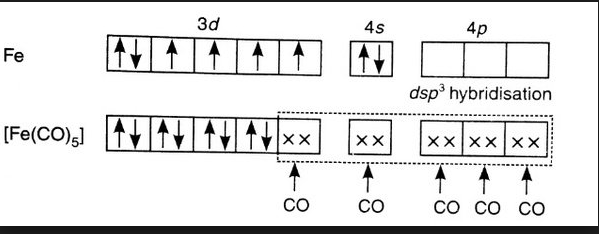 3d 4s 4p
Fe
dsp³ hybridisation
[Fe(CO)₅] ×× ×× ×× ×× ××
CO CO CO CO CO